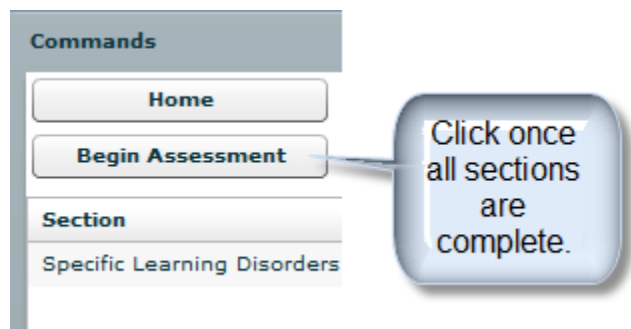 Commands
Home
Begin Assessment
Section
Specific Learning Disorders
Click once
all sections
are
complete.